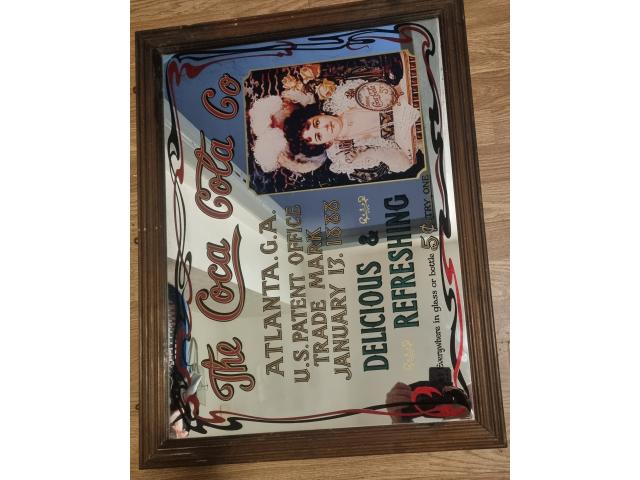 The Coca Cola Co
ATLANTA. G.A.
U.S. PATENT OFFICE
TRADE MARK
JANUARY 13. 1888
DELICIOUS &
REFRESHING
Everywhere in glass or bottle 5¢ TRY ONE